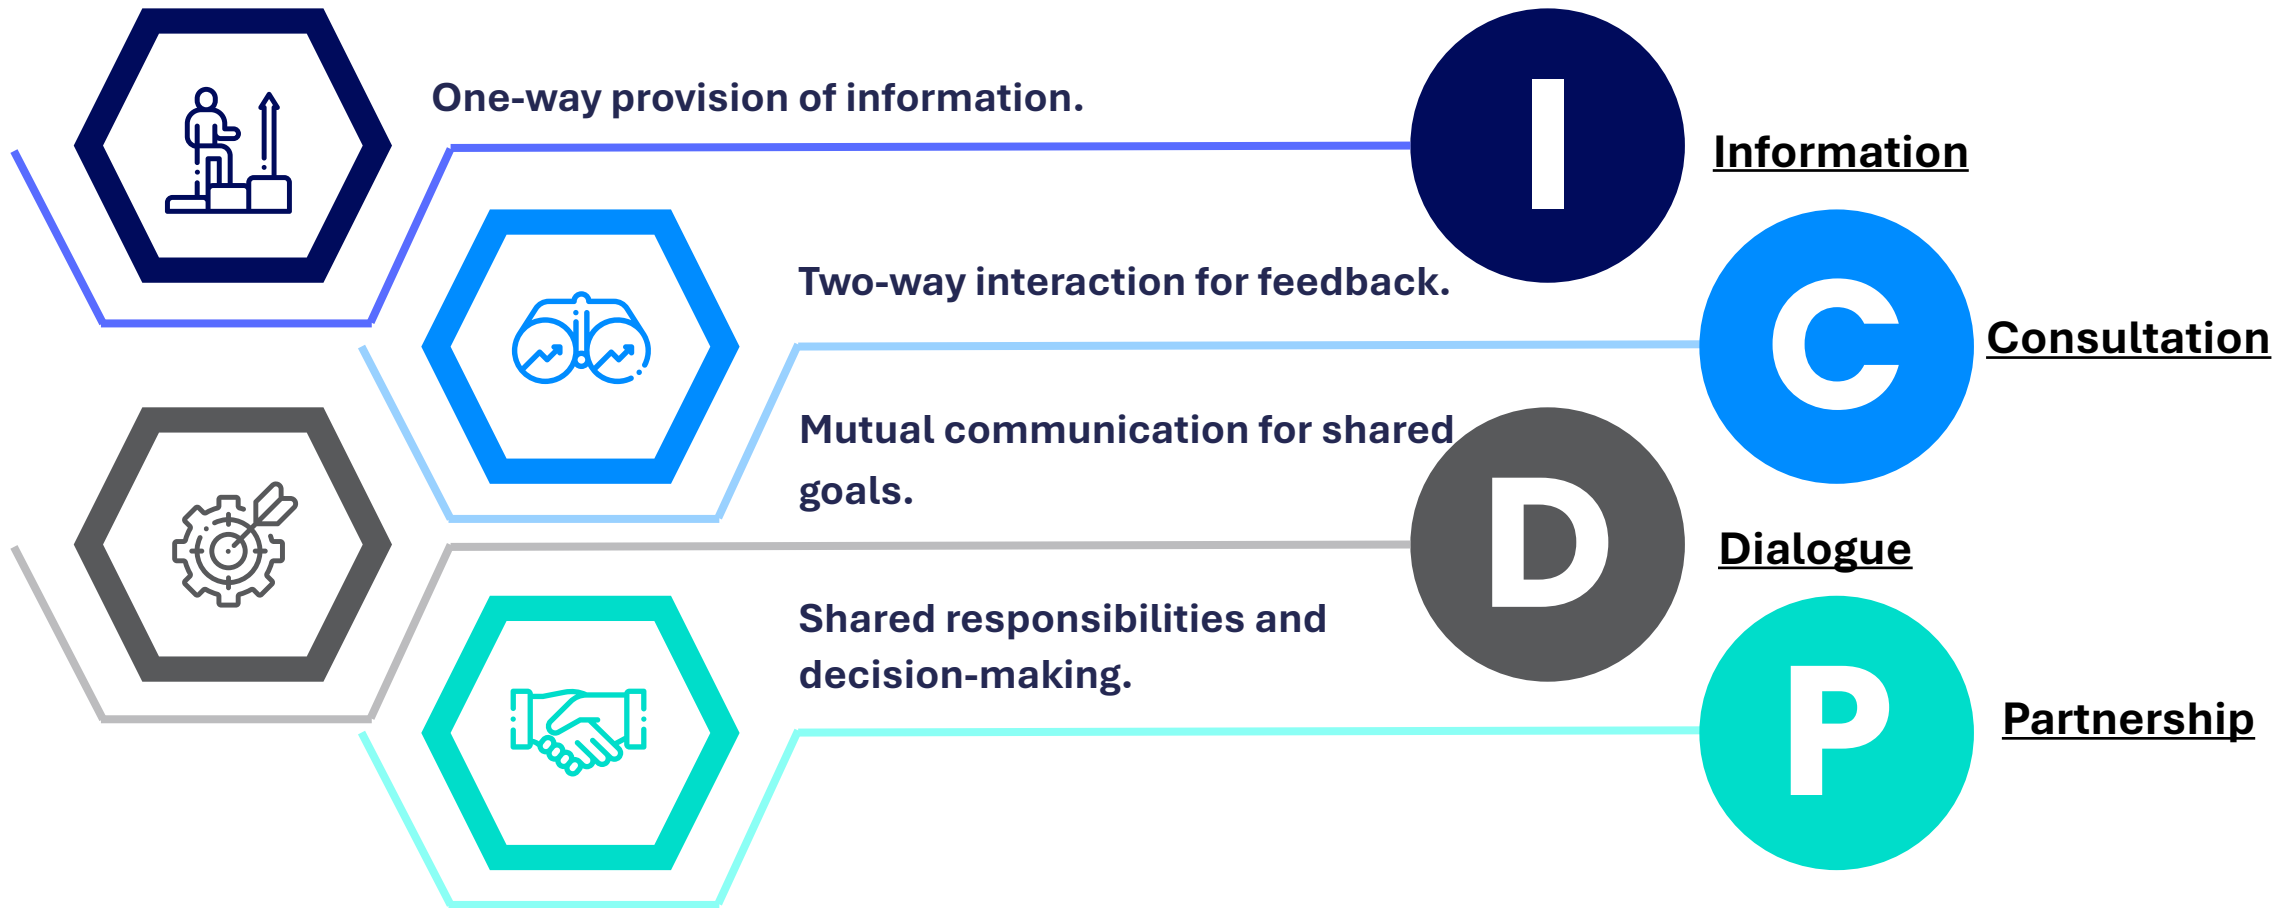 One-way provision of information.
I
Information
Two-way interaction for feedback.
C
Consultation
Mutual communication for shared
goals.
D
Dialogue
Shared responsibilities and
decision-making.
P
Partnership